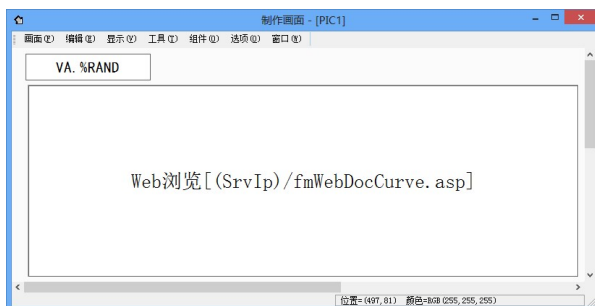 制作画面 - [PIC1]
画面(F) 编辑(E) 显示(V) 工具(T) 组件(O) 选项(O) 窗口(W)
VA. %RAND
Web浏览[(SrvIp)/fmWebDocCurve.asp]
位置=(497,81) 颜色=RGB(255,255,255)